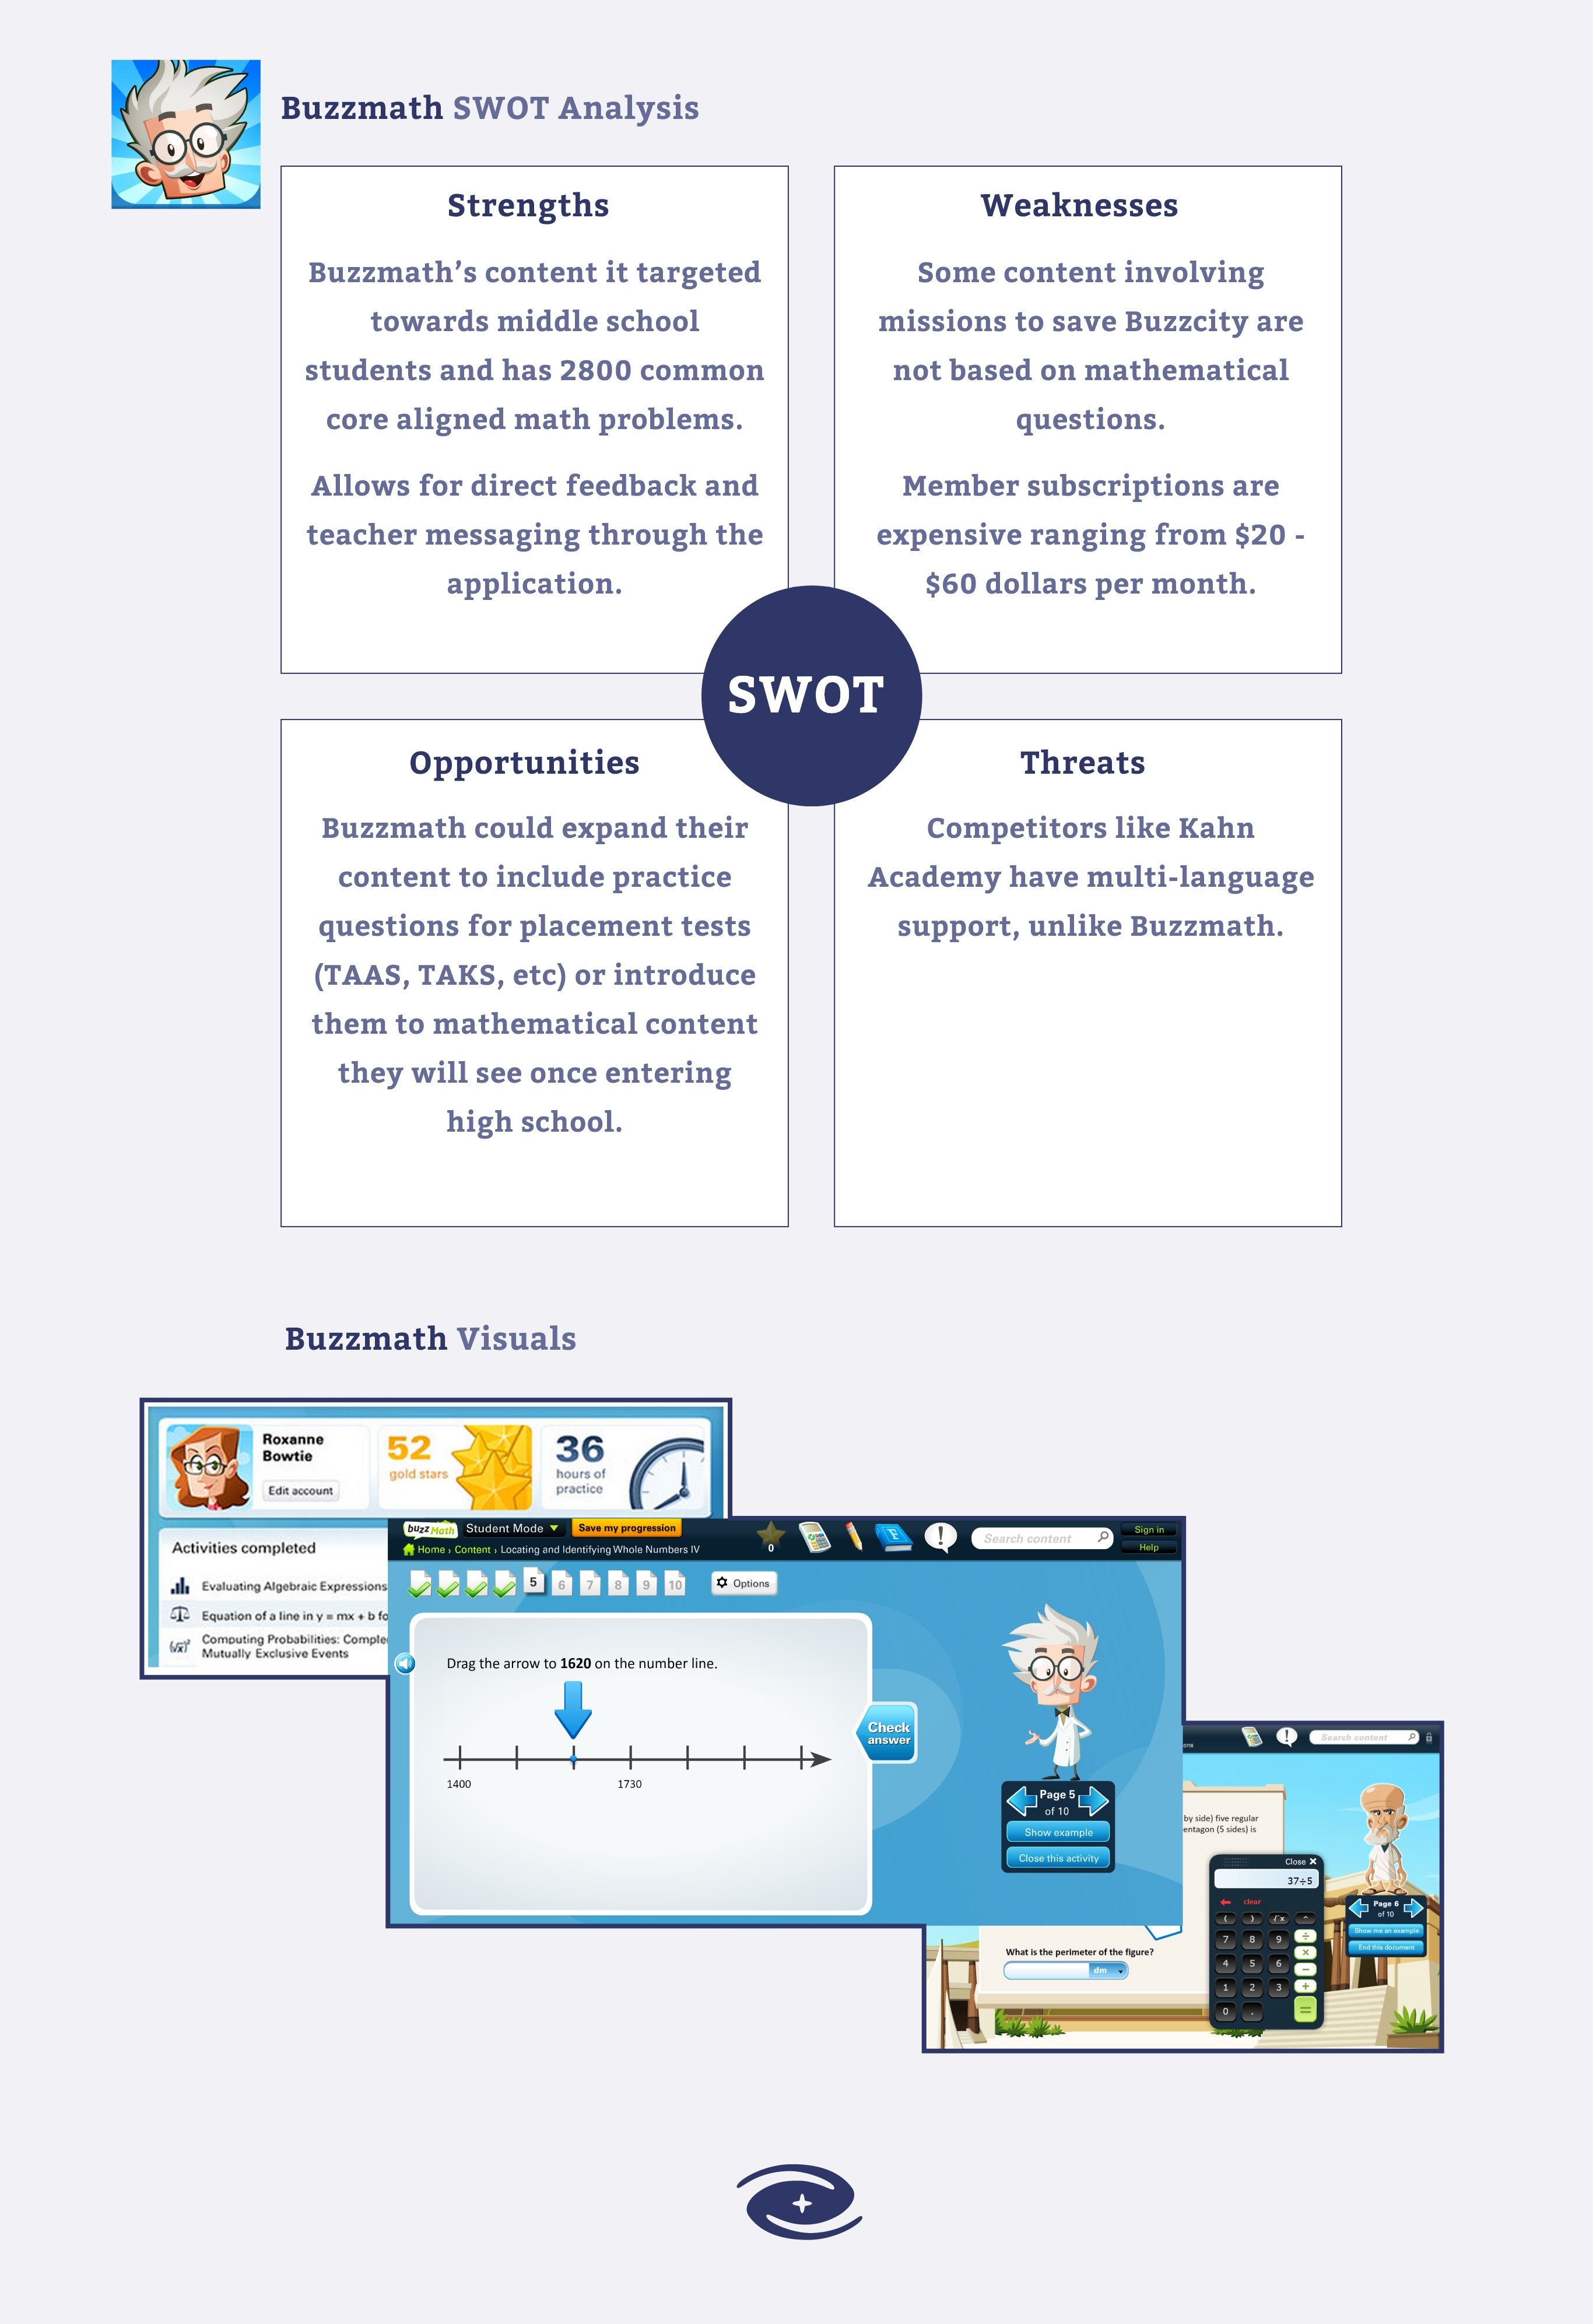 Buzzmath SWOT Analysis
Strengths
Buzzmath’s content it targeted
towards middle school
students and has 2800 common
core aligned math problems.
Allows for direct feedback and
teacher messaging through the
application.
Weaknesses
Some content involving
missions to save Buzzcity are
not based on mathematical
questions.
Member subscriptions are
expensive ranging from $20 -
$60 dollars per month.
SWOT
Opportunities
Buzzmath could expand their
content to include practice
questions for placement tests
(TAAS, TAKS, etc) or introduce
them to mathematical content
they will see once entering
high school.
Threats
Competitors like Kahn
Academy have multi-language
support, unlike Buzzmath.
Buzzmath Visuals
Roxanne
Bowtie
Edit account
52
gold stars
36
hours of
practice
Activities completed
Evaluating Algebraic Expressions
Equation of a line in y = mx + b fo
Computing Probabilities: Comple
Mutually Exclusive Events
buzz Math
Student Mode
Save my progression
Home › Content › Locating and Identifying Whole Numbers IV
0
F
Search content
Sign in
Help
5 6 7 8 9 10
Options
Drag the arrow to 1620 on the number line.
1400 1730
Check
answer
Page 5
of 10
Show example
Close this activity
ons
Search content
by side) five regular
entagon (5 sides) is
What is the perimeter of the figure?
dm
Close X
37÷5
clear
( ) √x ^
7 8 9 ÷
4 5 6 ×
1 2 3 −
+
0 . =
Page 6
of 10
Show me an example
End this document